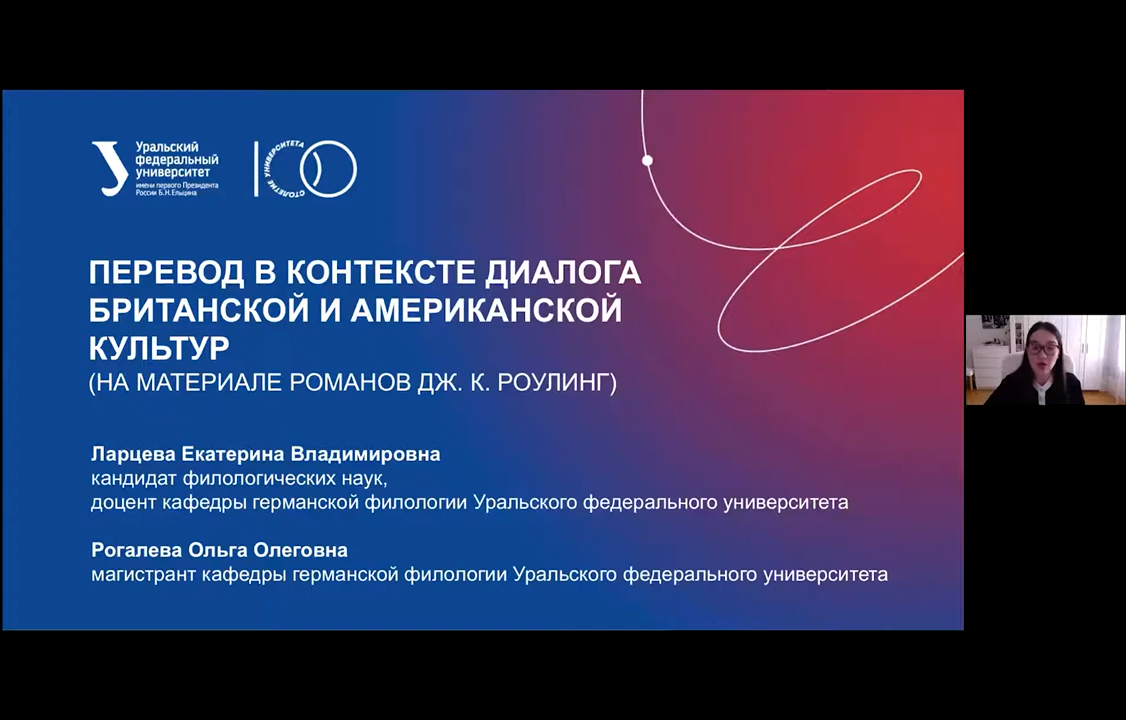 Уральский
федеральный
университет
имени первого Президента
России Б.Н.Ельцина
СТОЛЕТИЕ УНИВЕРСИТЕТА
ПЕРЕВОД В КОНТЕКСТЕ ДИАЛОГА
БРИТАНСКОЙ И АМЕРИКАНСКОЙ
КУЛЬТУР
(НА МАТЕРИАЛЕ РОМАНОВ ДЖ. К. РОУЛИНГ)
Ларцева Екатерина Владимировна
кандидат филологических наук,
доцент кафедры германской филологии Уральского федерального университета
Рогалева Ольга Олеговна
магистрант кафедры германской филологии Уральского федерального университета